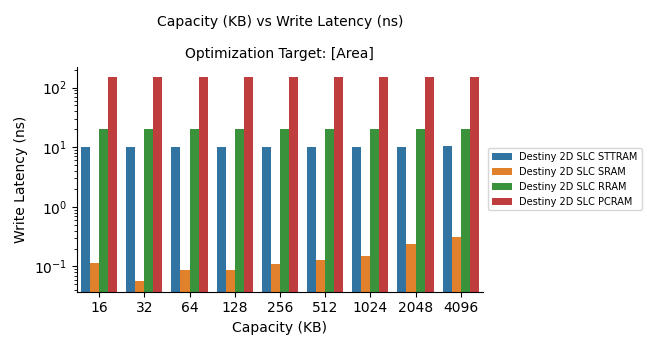 Capacity (KB) vs Write Latency (ns)
Optimization Target: [Area]
Write Latency (ns)
10²
10¹
10⁰
10⁻¹
16 32 64 128 256 512 1024 2048 4096
Capacity (KB)
Destiny 2D SLC STTRAM
Destiny 2D SLC SRAM
Destiny 2D SLC RRAM
Destiny 2D SLC PCRAM